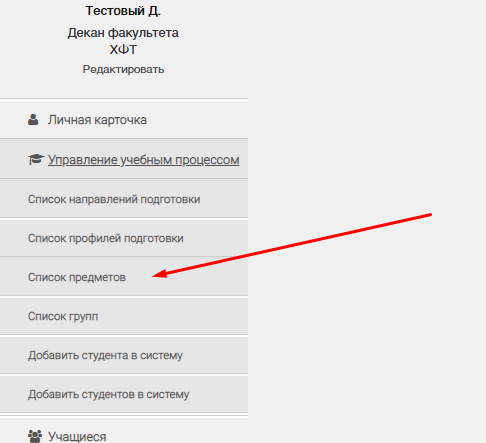 Тестовый Д.
Декан факультета
ХФТ
Редактировать
Личная карточка
Управление учебным процессом
Список направлений подготовки
Список профилей подготовки
Список предметов
Список групп
Добавить студента в систему
Добавить студентов в систему
Учащиеся